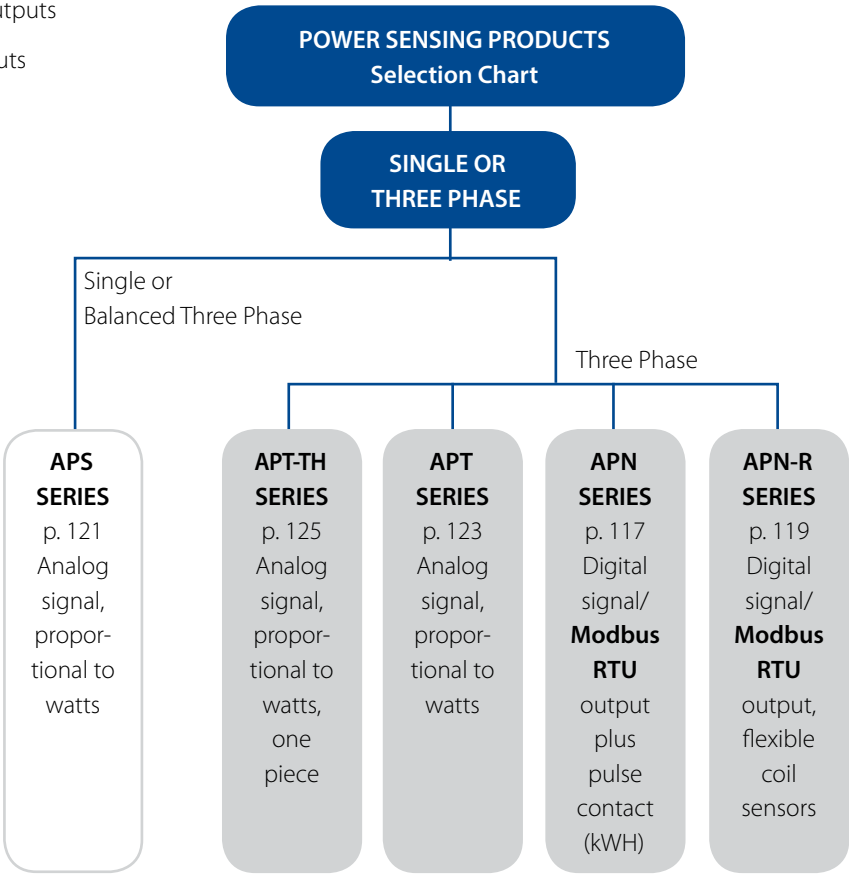 POWER SENSING PRODUCTS
Selection Chart
SINGLE OR
THREE PHASE
Single or
Balanced Three Phase
Three Phase
APS
SERIES
p. 121
Analog
signal,
propor-
tional to
watts
APT-TH
SERIES
p. 125
Analog
signal,
propor-
tional to
watts,
one
piece
APT
SERIES
p. 123
Analog
signal,
propor-
tional to
watts
APN
SERIES
p. 117
Digital
signal/
Modbus
RTU
output
plus
pulse
contact
(kWH)
APN-R
SERIES
p. 119
Digital
signal/
Modbus
RTU
output,
flexible
coil
sensors